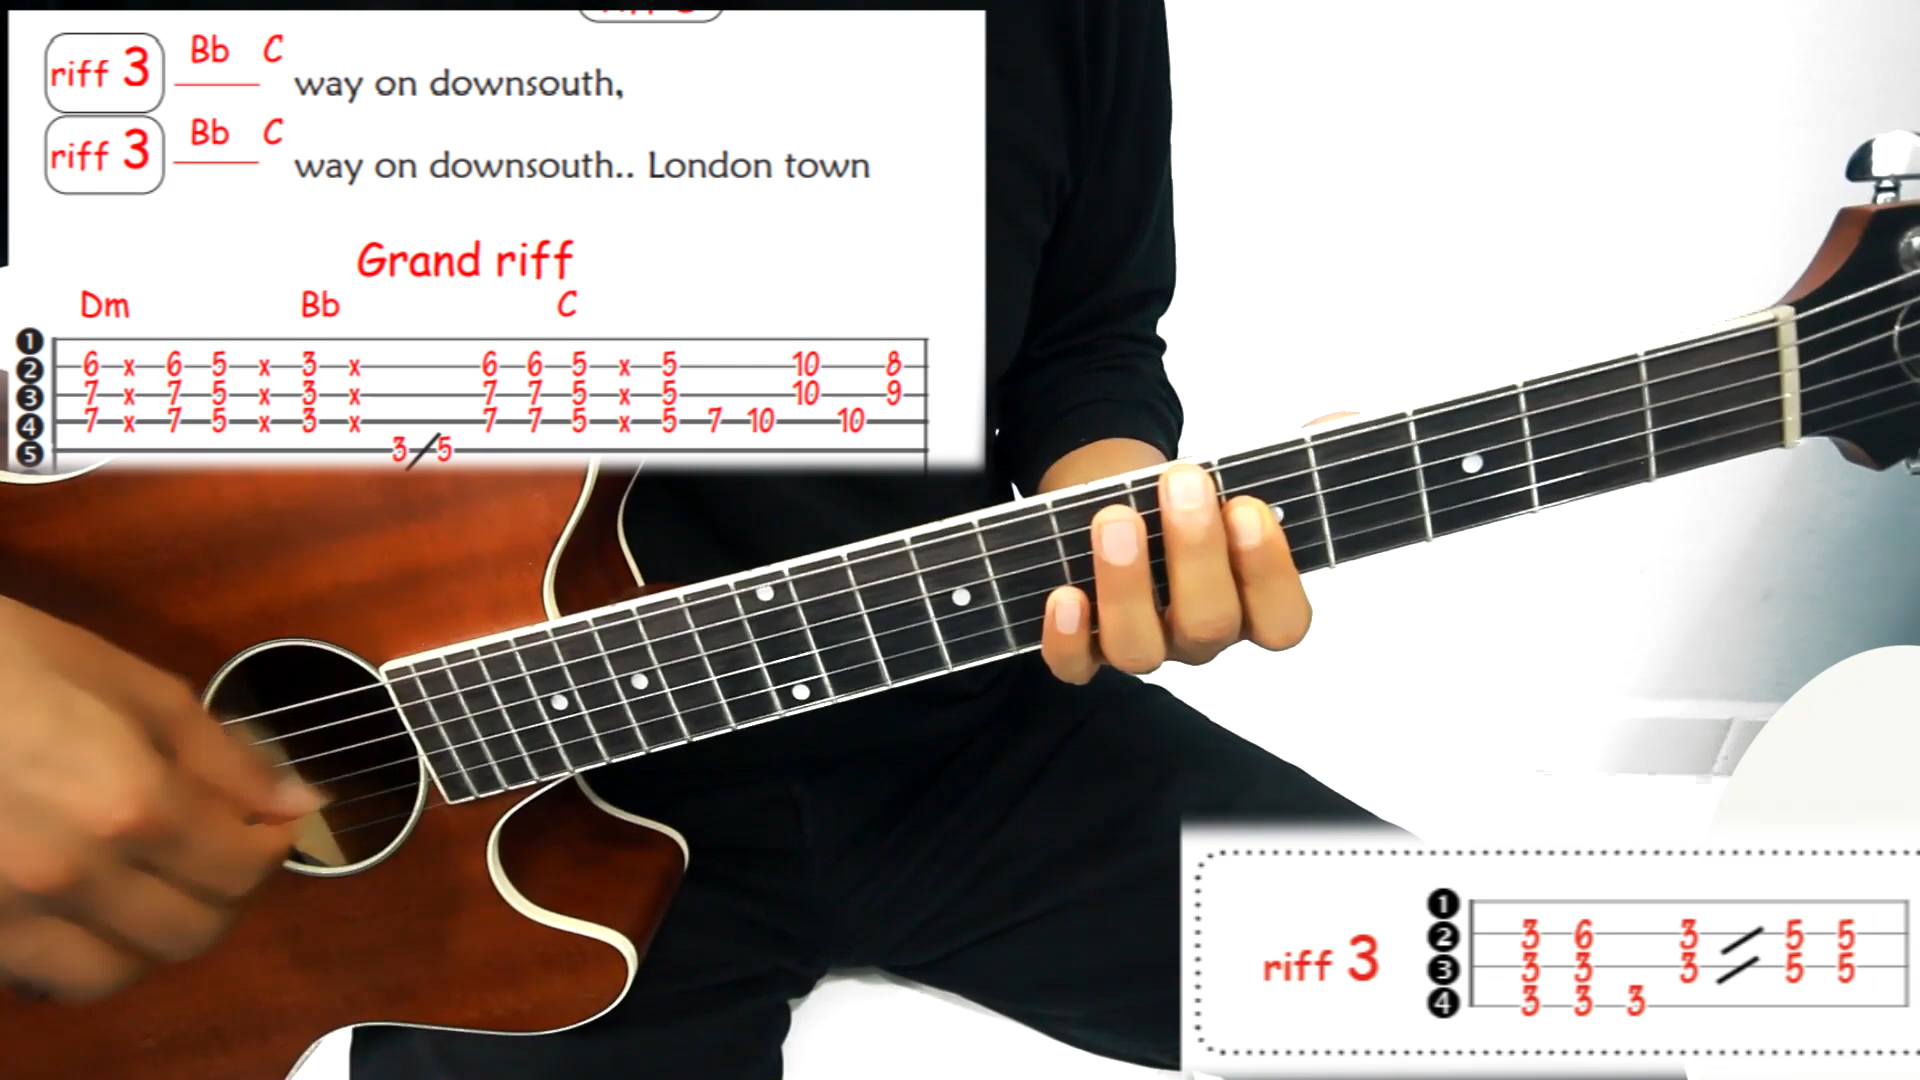 riff 3 Bb C way on downsouth,
riff 3 Bb C way on downsouth.. London town
Grand riff
Dm Bb C
1
2 6 x 6 5 x 3 x 6 6 5 x 5 10 8
3 7 x 7 5 x 3 x 7 7 5 x 5 10 9
4 7 x 7 5 x 3 x 7 7 5 x 5 7 10 10
5 3/5
riff 3
1
2 3 6 3 / 5 5
3 3 3 3 / 5 5
4 3 3 3